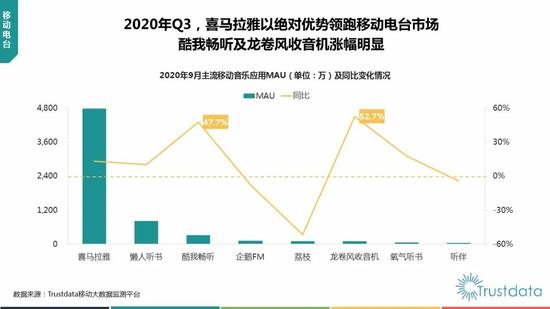 移动电台
2020年Q3，喜马拉雅以绝对优势领跑移动电台市场
酷我畅听及龙卷风收音机涨幅明显
2020年9月主流移动音乐应用MAU（单位：万）及同比变化情况
MAU 同比
4,800
3,600
2,400
1,200
0
60%
30%
0%
-30%
-60%
47.7%
52.7%
喜马拉雅 懒人听书 酷我畅听 企鹅FM 荔枝 龙卷风收音机 氧气听书 听伴
数据来源：Trustdata移动大数据监测平台
Trustdata